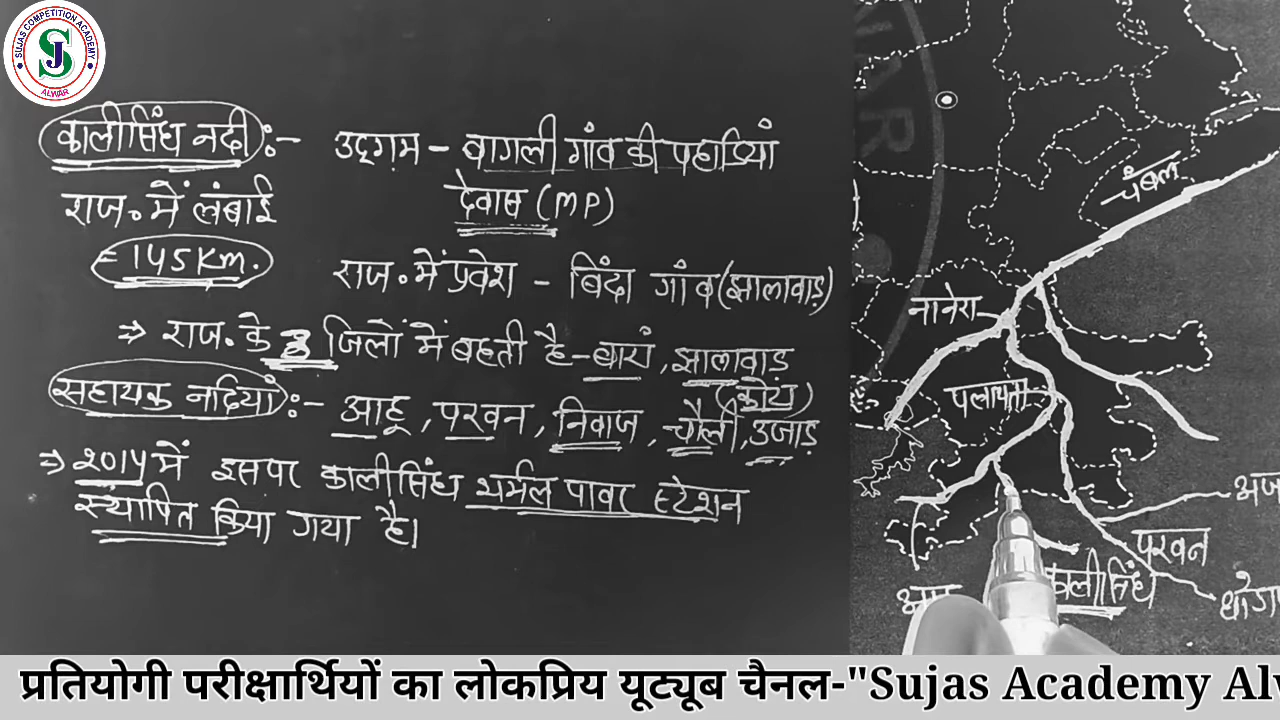 SUJAS COMPETITION ACADEMY
SJ
ALWAR
कालीसिंध नदी :- उद्गम - बागली गांव की पहाडियां
देवास (MP)
राज. में लंबाई
= 145 Km.
राज. में प्रवेश - बिंदा गांव (झालावाड़)
⇒ राज. के 3 जिलों में बहती है - बारां, झालावाड
(कोटा)
सहायक नदियां :- आहू, परवन, निवाज, चौली, उजाड़
⇒ २०१५ में इसपर कालीसिंध थर्मल पावर स्टेशन
स्थापित किया गया है।
चंबल
नानेरा
पलायता
परवन
कालीसिंध
प्रतियोगी परीक्षार्थियों का लोकप्रिय यूट्यूब चैनल-"Sujas Academy Alw